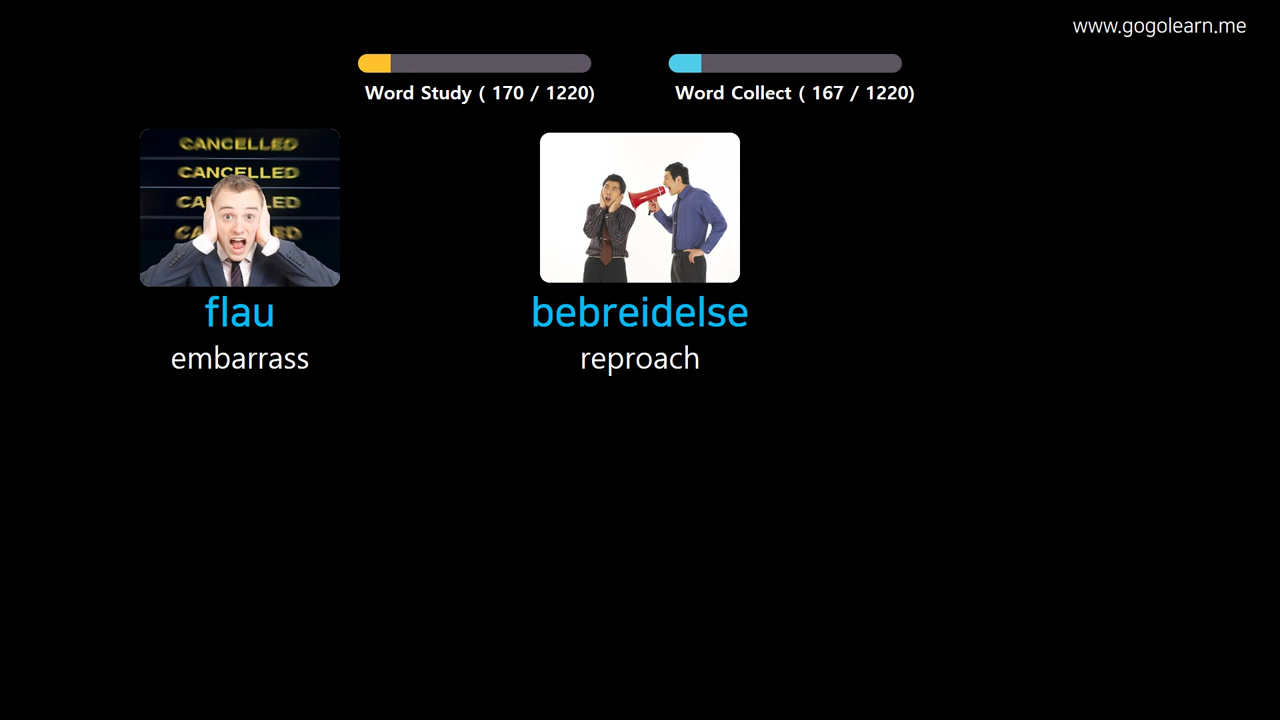 www.gogolearn.me
Word Study ( 170 / 1220)
Word Collect ( 167 / 1220)
CANCELLED
CANCELLED
flau
embarrass
bebreidelse
reproach